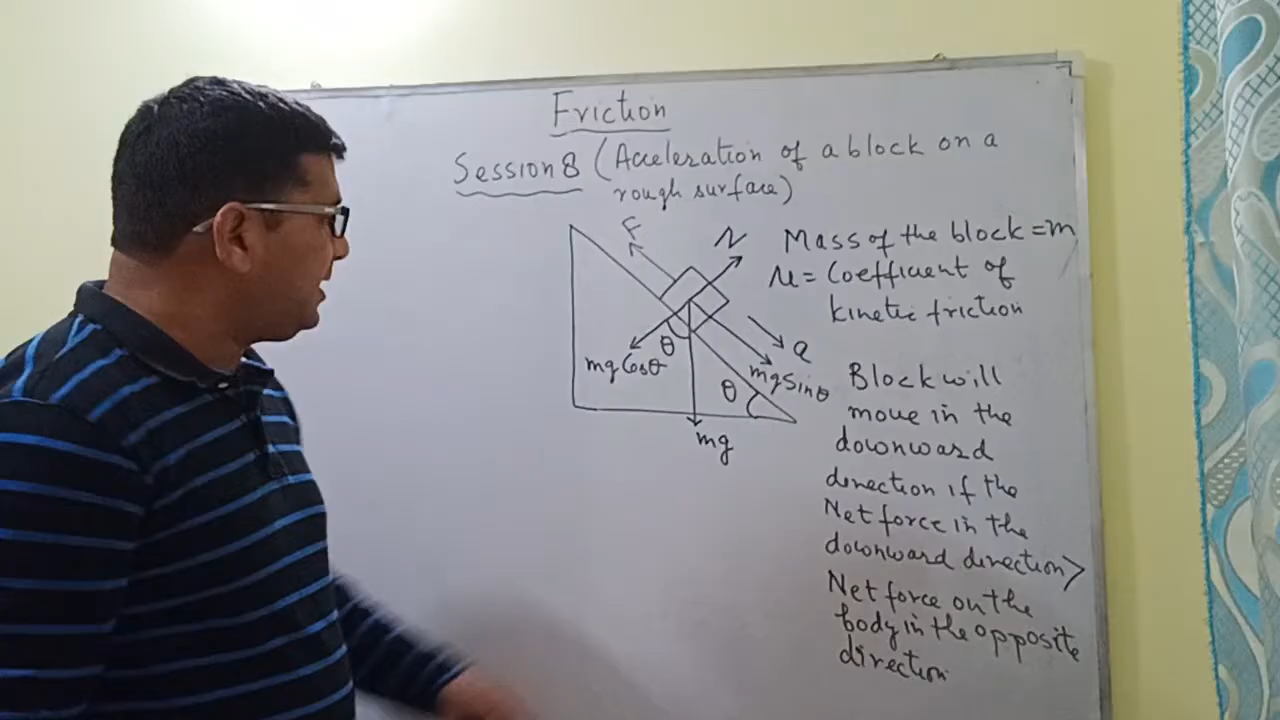 Friction
Session 8 (Acceleration of a block on a
rough surface)
F
N
Mass of the block = m
μ = Coefficient of
kinetic friction
θ
mg Cosθ
a
mg Sinθ
θ
mg
Block will
move in the
downward
direction if the
Net force in the
downward direction >
Net force on the
body in the opposite
direction